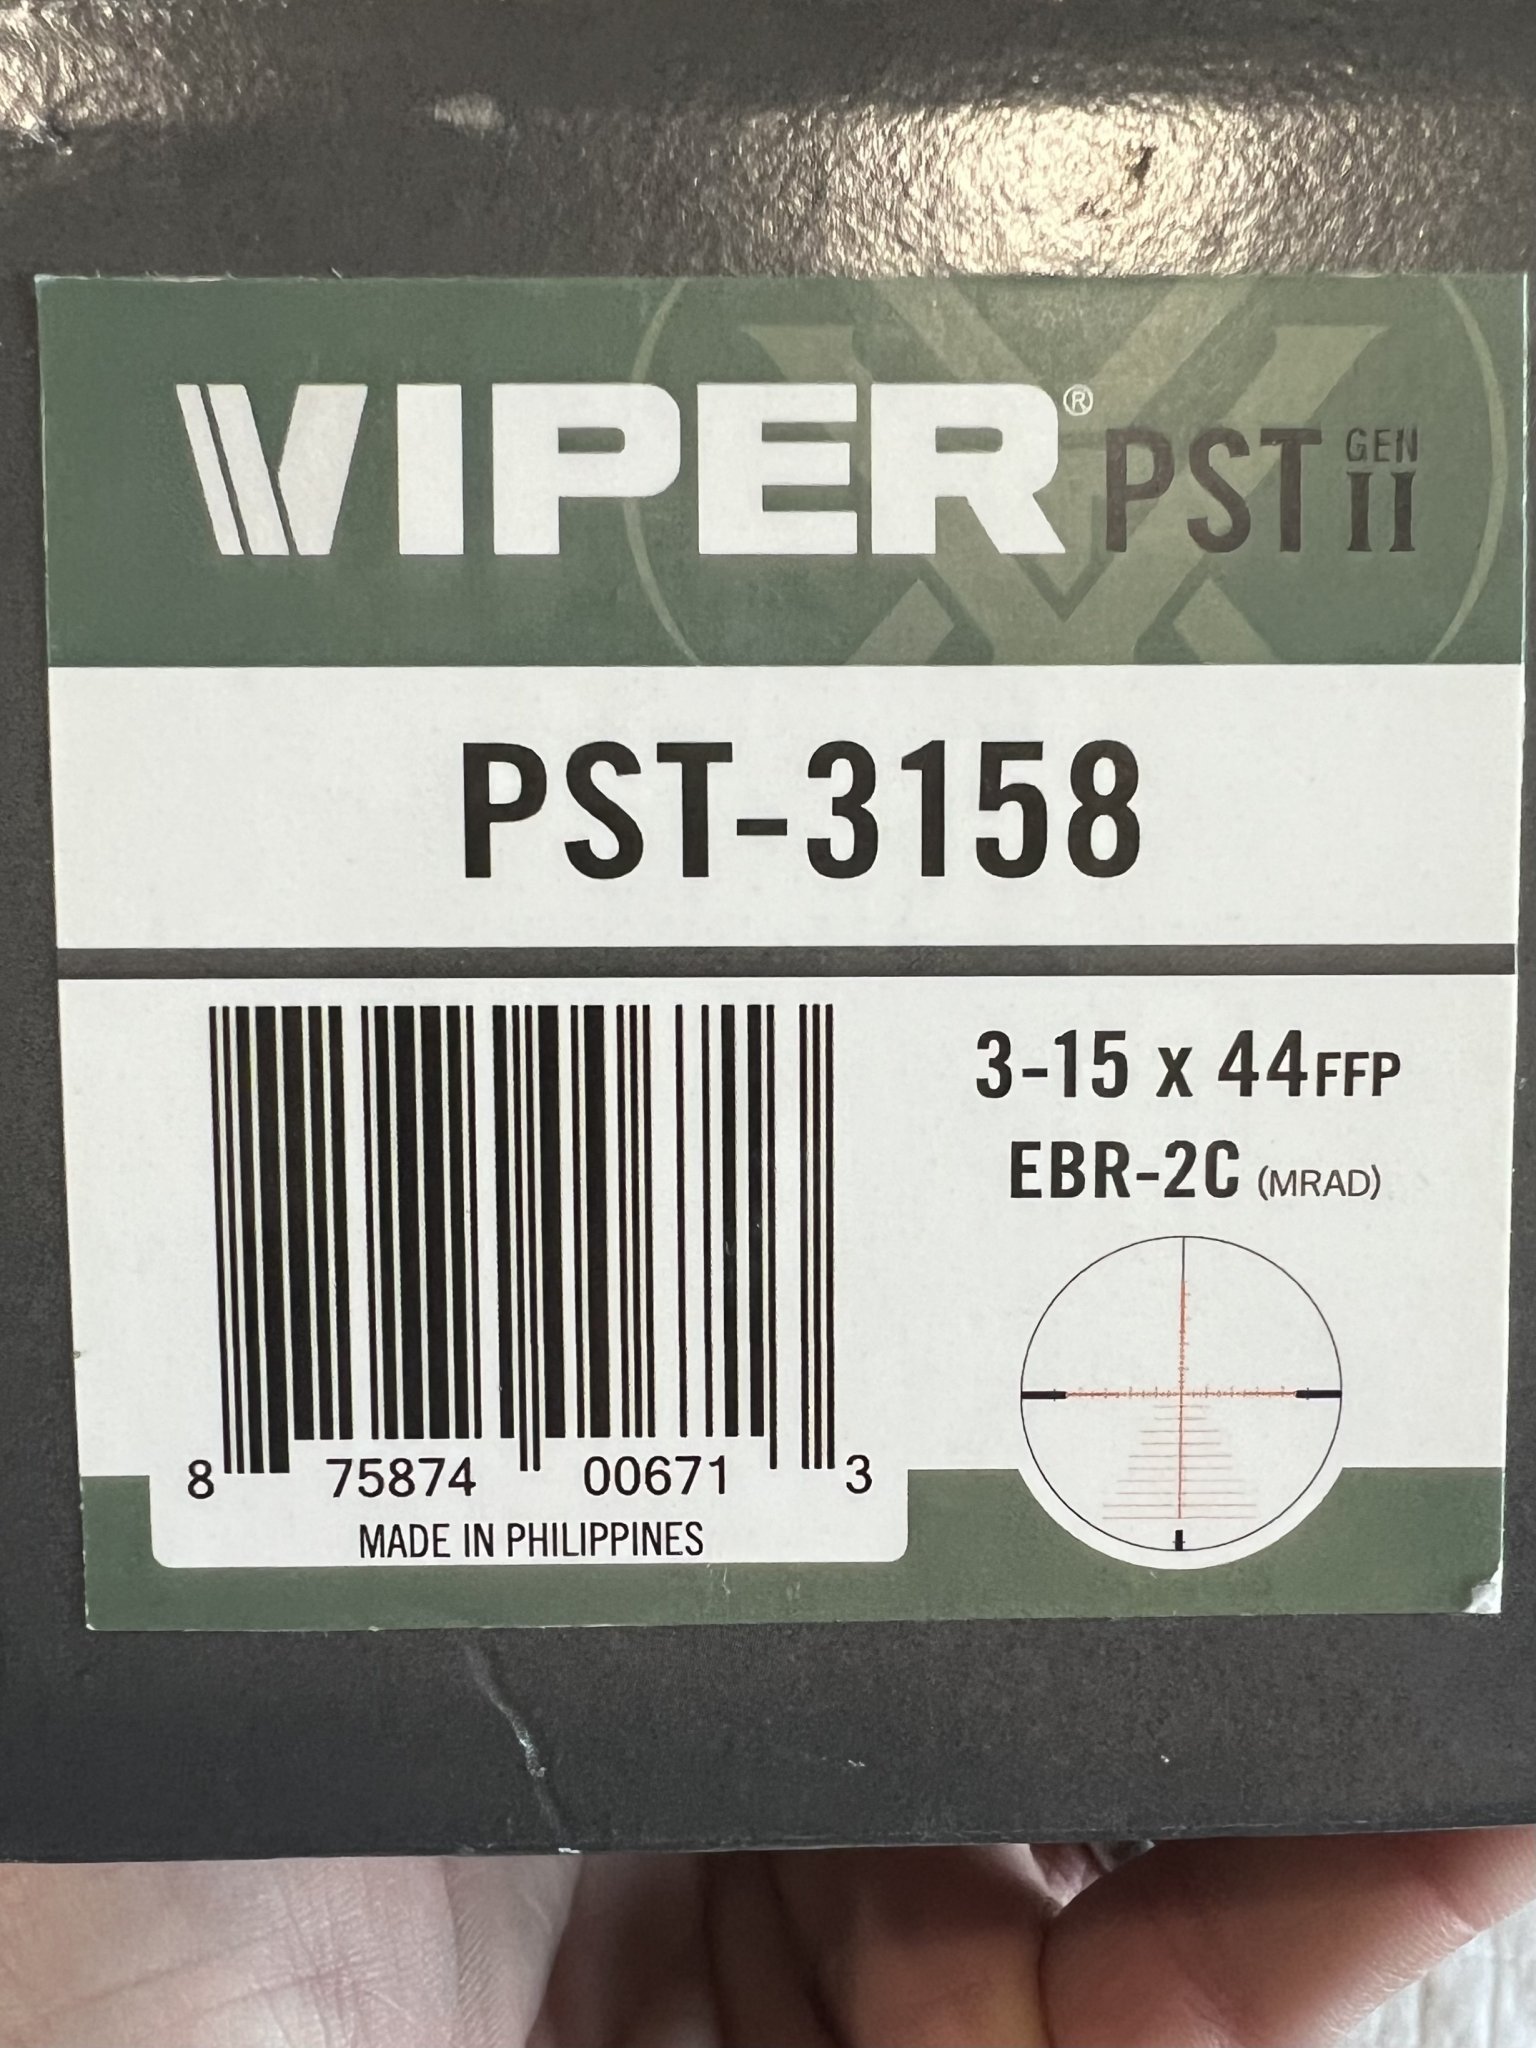 VIPER® PST GEN II
PST-3158
3-15 x 44FFP
EBR-2C (MRAD)
8 75874 00671 3
MADE IN PHILIPPINES